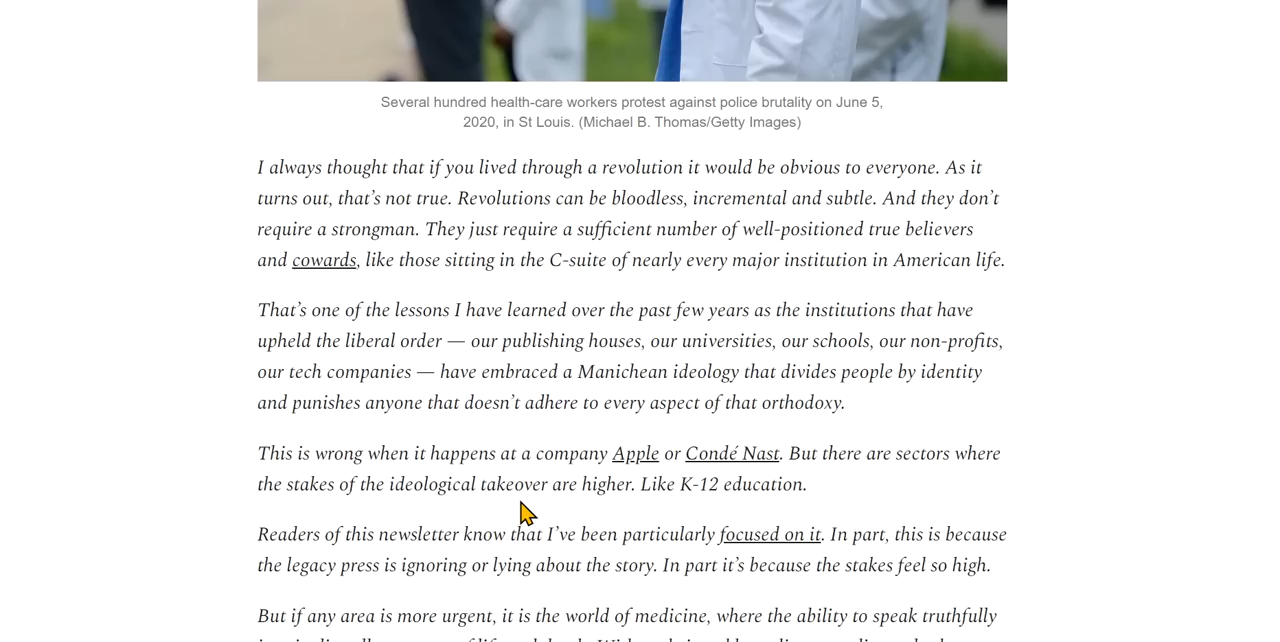 Several hundred health-care workers protest against police brutality on June 5,
2020, in St Louis. (Michael B. Thomas/Getty Images)
I always thought that if you lived through a revolution it would be obvious to everyone. As it
turns out, that’s not true. Revolutions can be bloodless, incremental and subtle. And they don’t
require a strongman. They just require a sufficient number of well-positioned true believers
and cowards, like those sitting in the C-suite of nearly every major institution in American life.
That’s one of the lessons I have learned over the past few years as the institutions that have
upheld the liberal order — our publishing houses, our universities, our schools, our non-profits,
our tech companies — have embraced a Manichean ideology that divides people by identity
and punishes anyone that doesn’t adhere to every aspect of that orthodoxy.
This is wrong when it happens at a company Apple or Condé Nast. But there are sectors where
the stakes of the ideological takeover are higher. Like K-12 education.
Readers of this newsletter know that I’ve been particularly focused on it. In part, this is because
the legacy press is ignoring or lying about the story. In part it’s because the stakes feel so high.
But if any area is more urgent, it is the world of medicine, where the ability to speak truthfully